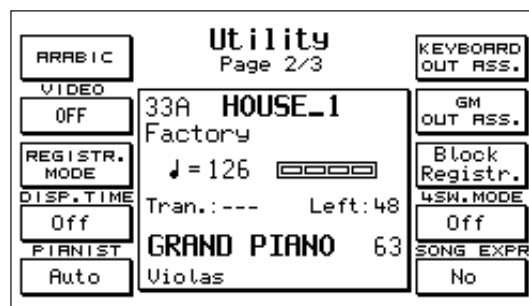 Utility
Page 2/3
ARABIC
VIDEO
OFF
REGISTR.
MODE
DISP.TIME
Off
PIANIST
Auto
33A HOUSE_1
Factory
♩=126
Tran.:--- Left:48
GRAND PIANO 63
Violas
KEYBOARD
OUT ASS.
GM
OUT ASS.
Block
Registr.
4SW.MODE
Off
SONG EXPR
No